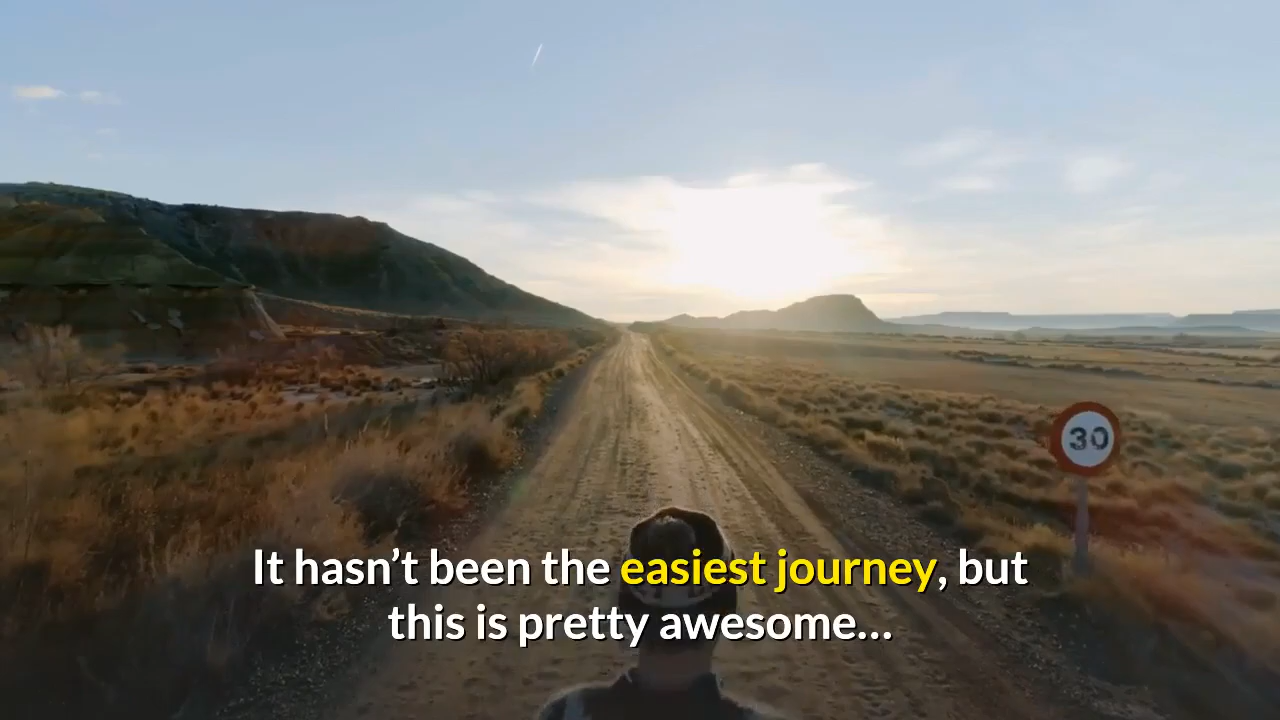 30
It hasn’t been the easiest journey, but
this is pretty awesome...